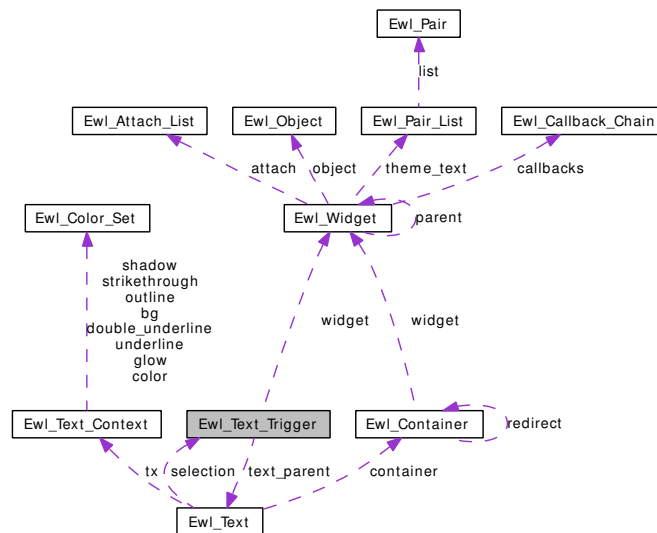 Ewl_Pair
list
Ewl_Attach_List
Ewl_Object
Ewl_Pair_List
Ewl_Callback_Chain
attach
object
theme_text
callbacks
Ewl_Color_Set
Ewl_Widget
parent
shadow
strikethrough
outline
bg
double_underline
underline
glow
color
widget
widget
Ewl_Text_Context
Ewl_Text_Trigger
Ewl_Container
redirect
tx
selection
text_parent
container
Ewl_Text